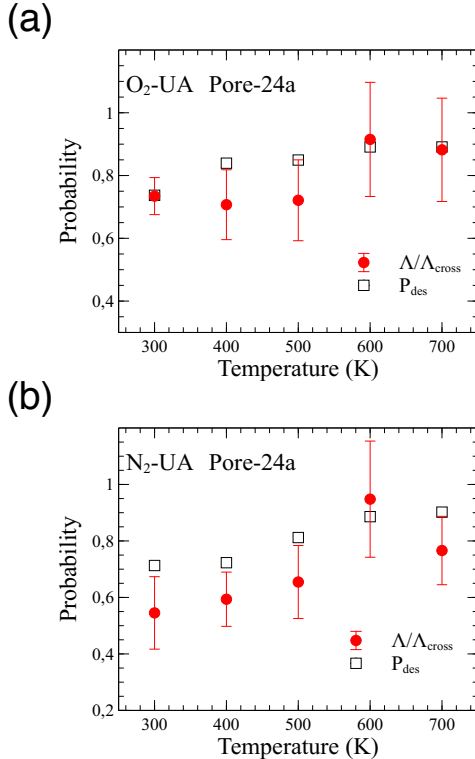 (a)
O₂-UA Pore-24a
1
0,8
0,6
0,4
Probability
Λ/Λcross
Pdes
300 400 500 600 700
Temperature (K)
(b)
N₂-UA Pore-24a
1
0,8
0,6
0,4
0,2
Probability
Λ/Λcross
Pdes
300 400 500 600 700
Temperature (K)